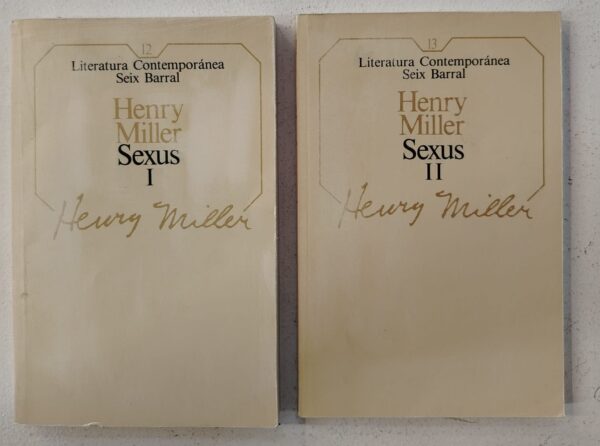 12
Literatura Contemporánea
Seix Barral
Henry
Miller
Sexus
I
Henry Miller
13
Literatura Contemporánea
Seix Barral
Henry
Miller
Sexus
II
Henry Miller